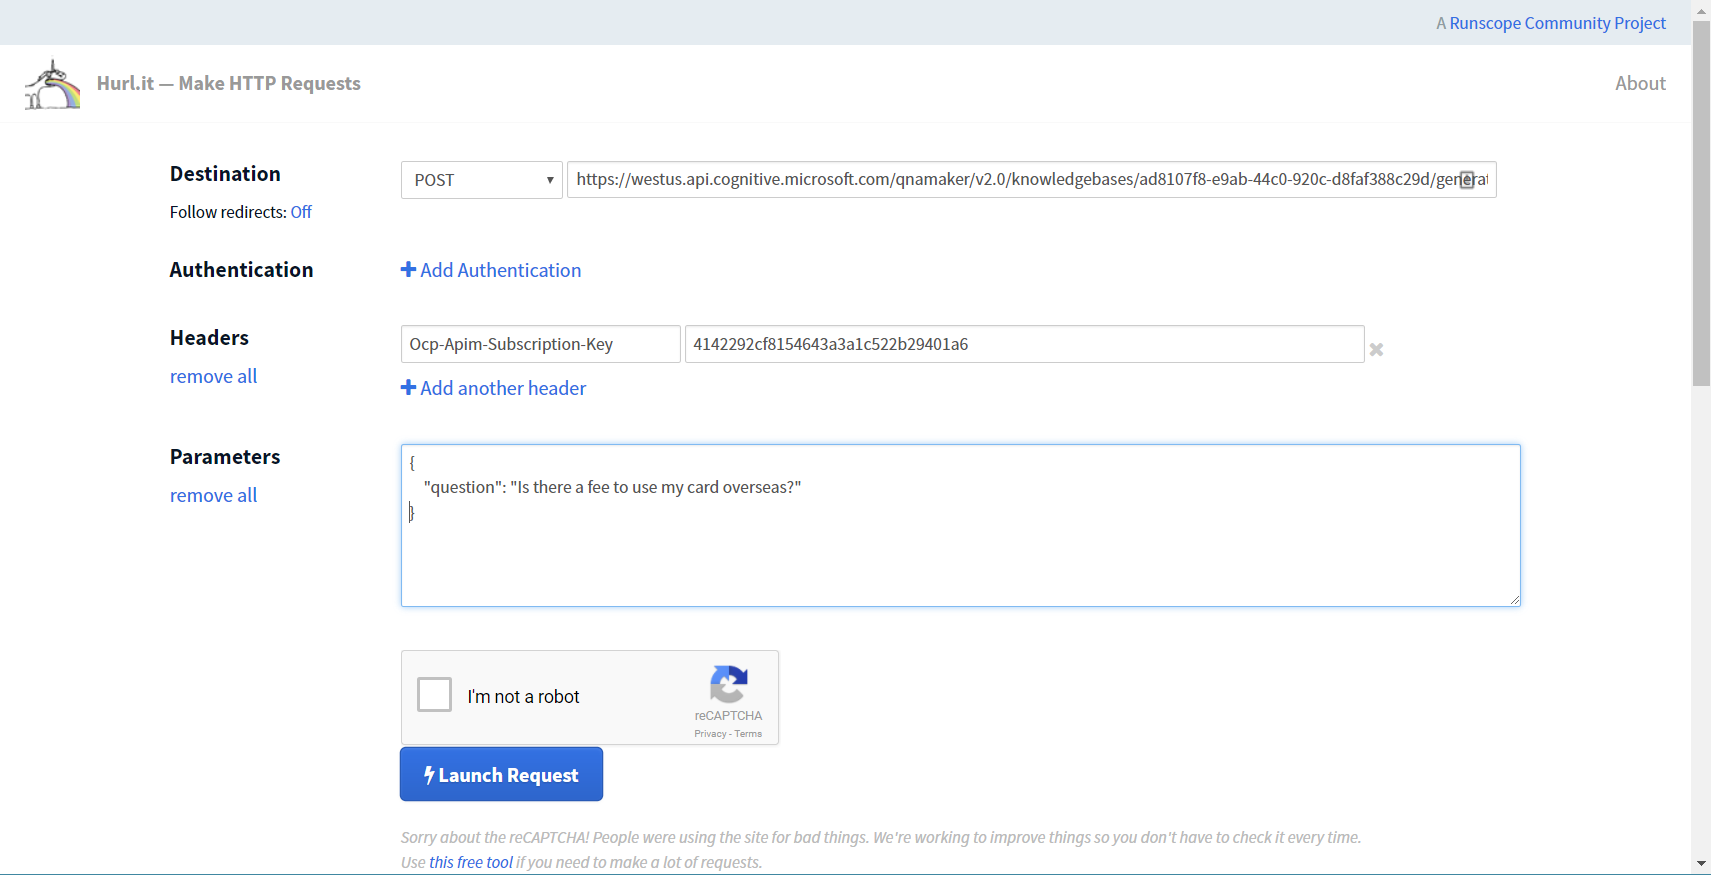 A Runscope Community Project
Hurl.it — Make HTTP Requests
About
Destination
POST
https://westus.api.cognitive.microsoft.com/qnamaker/v2.0/knowledgebases/ad8107f8-e9ab-44c0-920c-d8faf388c29d/generat
Follow redirects: Off
Authentication
Add Authentication
Headers
Ocp-Apim-Subscription-Key
4142292cf8154643a3a1c522b29401a6
remove all
Add another header
Parameters
remove all
{
"question": "Is there a fee to use my card overseas?"
}
I'm not a robot
reCAPTCHA
Privacy - Terms
Launch Request
Sorry about the reCAPTCHA! People were using the site for bad things. We're working to improve things so you don't have to check it every time.
Use this free tool if you need to make a lot of requests.